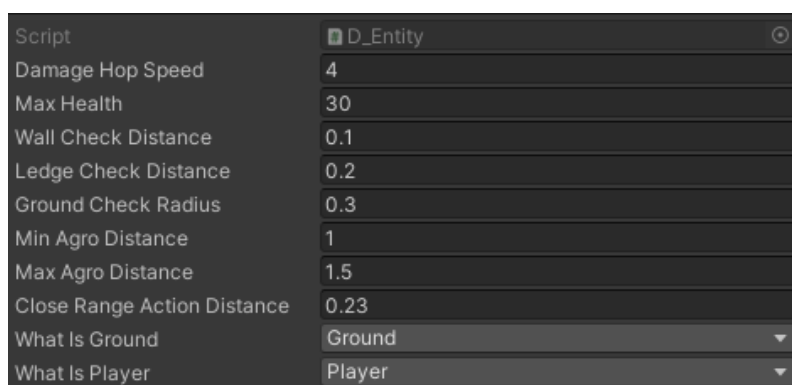 Script D_Entity
Damage Hop Speed 4
Max Health 30
Wall Check Distance 0.1
Ledge Check Distance 0.2
Ground Check Radius 0.3
Min Agro Distance 1
Max Agro Distance 1.5
Close Range Action Distance 0.23
What Is Ground Ground
What Is Player Player